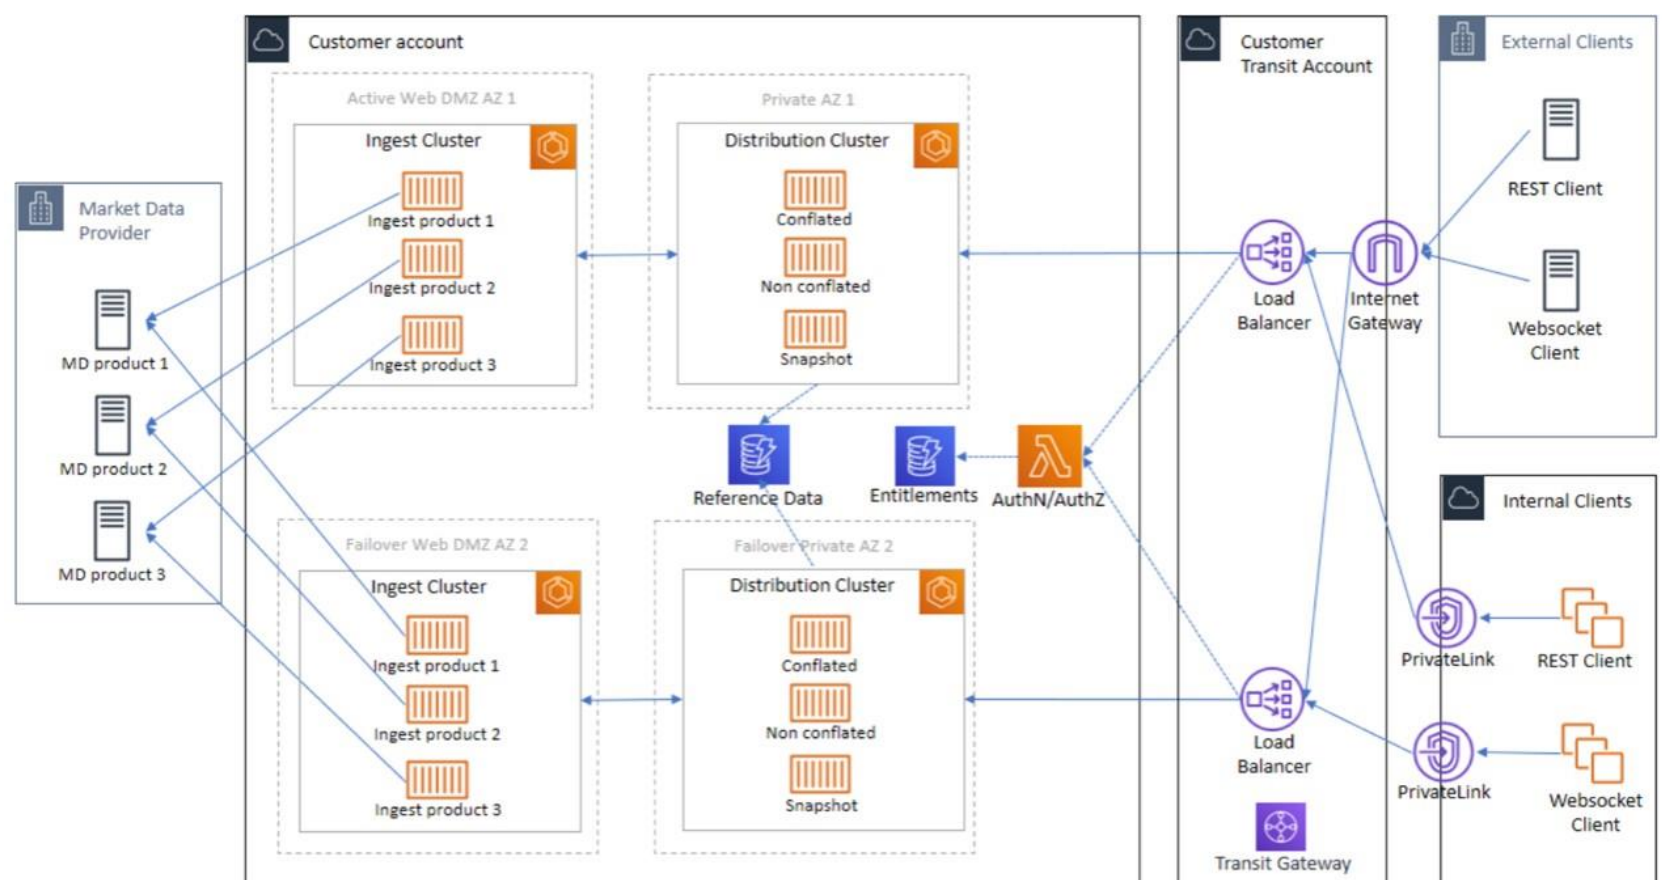 Customer account
Customer
Transit Account
External Clients
Active Web DMZ AZ 1
Private AZ 1
Ingest Cluster
Distribution Cluster
REST Client
Market Data
Provider
Ingest product 1
Conflated
Ingest product 2
Non conflated
Load
Balancer
Internet
Gateway
Websocket
Client
MD product 1
Ingest product 3
Snapshot
MD product 2
Reference Data
Entitlements
AuthN/AuthZ
Internal Clients
MD product 3
Failover Web DMZ AZ 2
Failover Private AZ 2
Ingest Cluster
Distribution Cluster
Ingest product 1
Conflated
PrivateLink
REST Client
Ingest product 2
Non conflated
Load
Balancer
PrivateLink
Websocket
Client
Ingest product 3
Snapshot
Transit Gateway